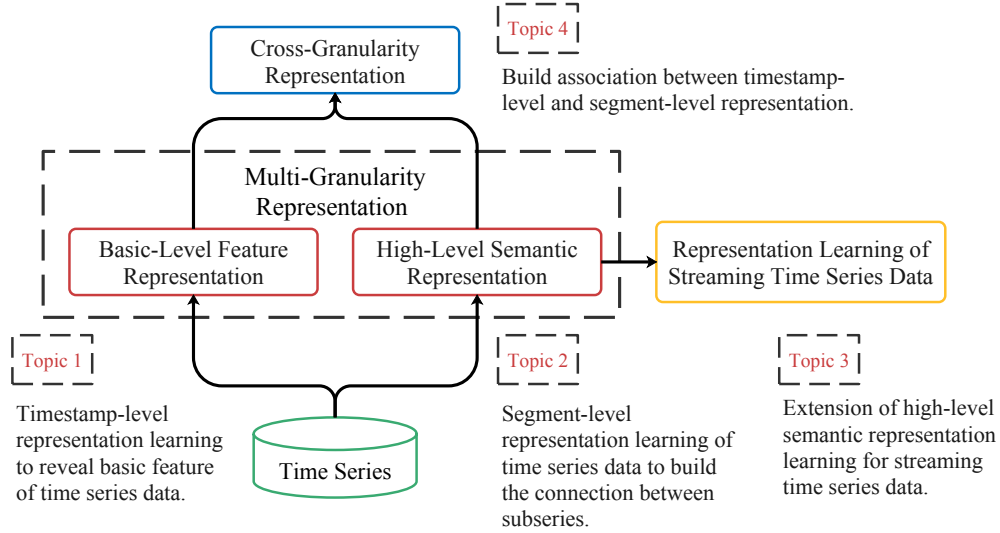 Topic 4
Cross-Granularity
Representation
Build association between timestamp-
level and segment-level representation.
Multi-Granularity
Representation
Basic-Level Feature
Representation
High-Level Semantic
Representation
Representation Learning of
Streaming Time Series Data
Topic 1
Timestamp-level
representation learning
to reveal basic feature
of time series data.
Time Series
Topic 2
Segment-level
representation learning of
time series data to build
the connection between
subseries.
Topic 3
Extension of high-level
semantic representation
learning for streaming
time series data.